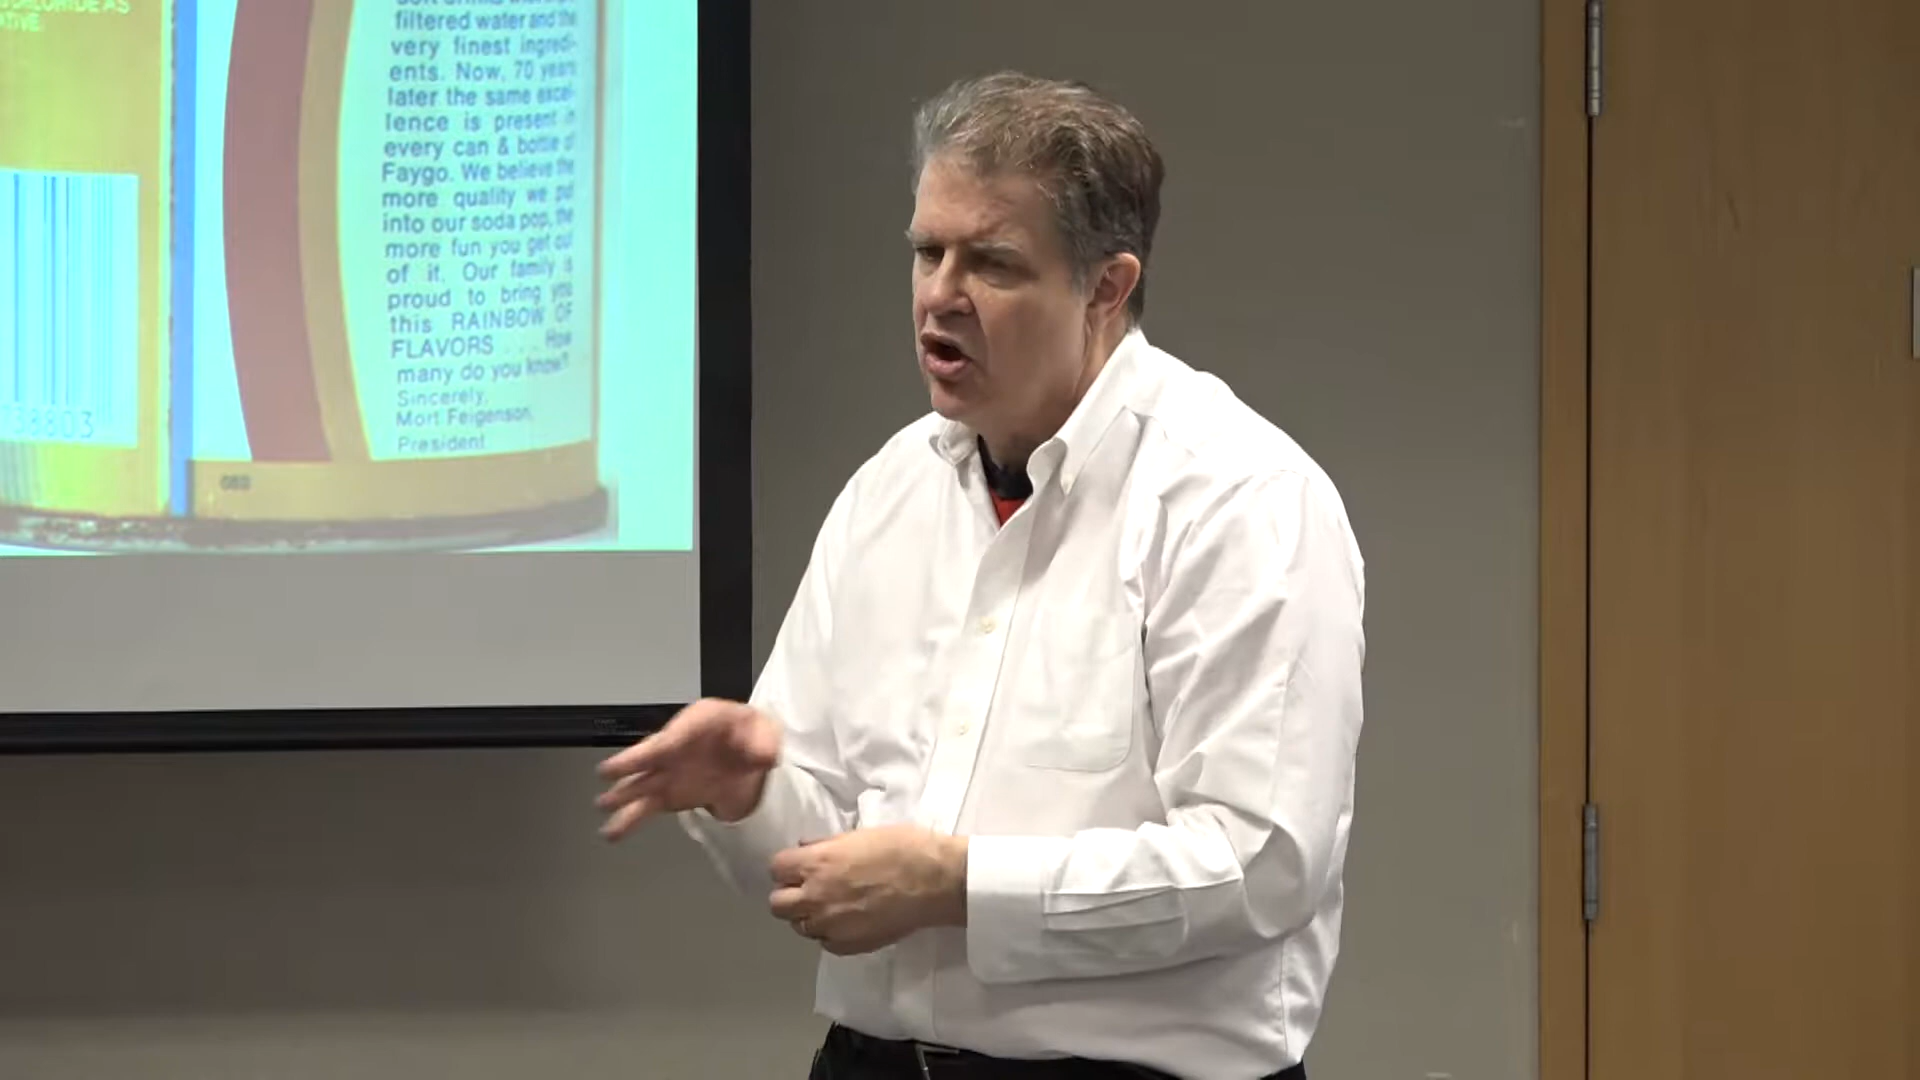 CHLORIDE AS
filtered water and the
very finest ingredi-
ents. Now, 70 years
later the same excel-
lence is present in
every can & bottle of
Faygo. We believe the
more quality we put
into our soda pop, the
more fun you get out
of it. Our family is
proud to bring you
this RAINBOW OF
FLAVORS . . . How
many do you know?
Sincerely,
Mort Feigenson,
President
738803